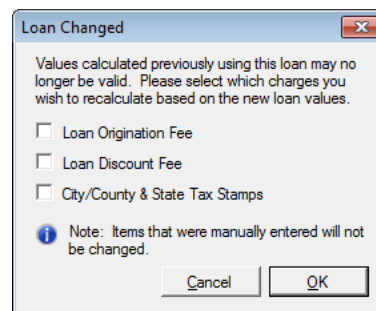 Loan Changed
Values calculated previously using this loan may no
longer be valid.  Please select which charges you
wish to recalculate based on the new loan values.
Loan Origination Fee
Loan Discount Fee
City/County & State Tax Stamps
Note:  Items that were manually entered will not
be changed.
Cancel OK